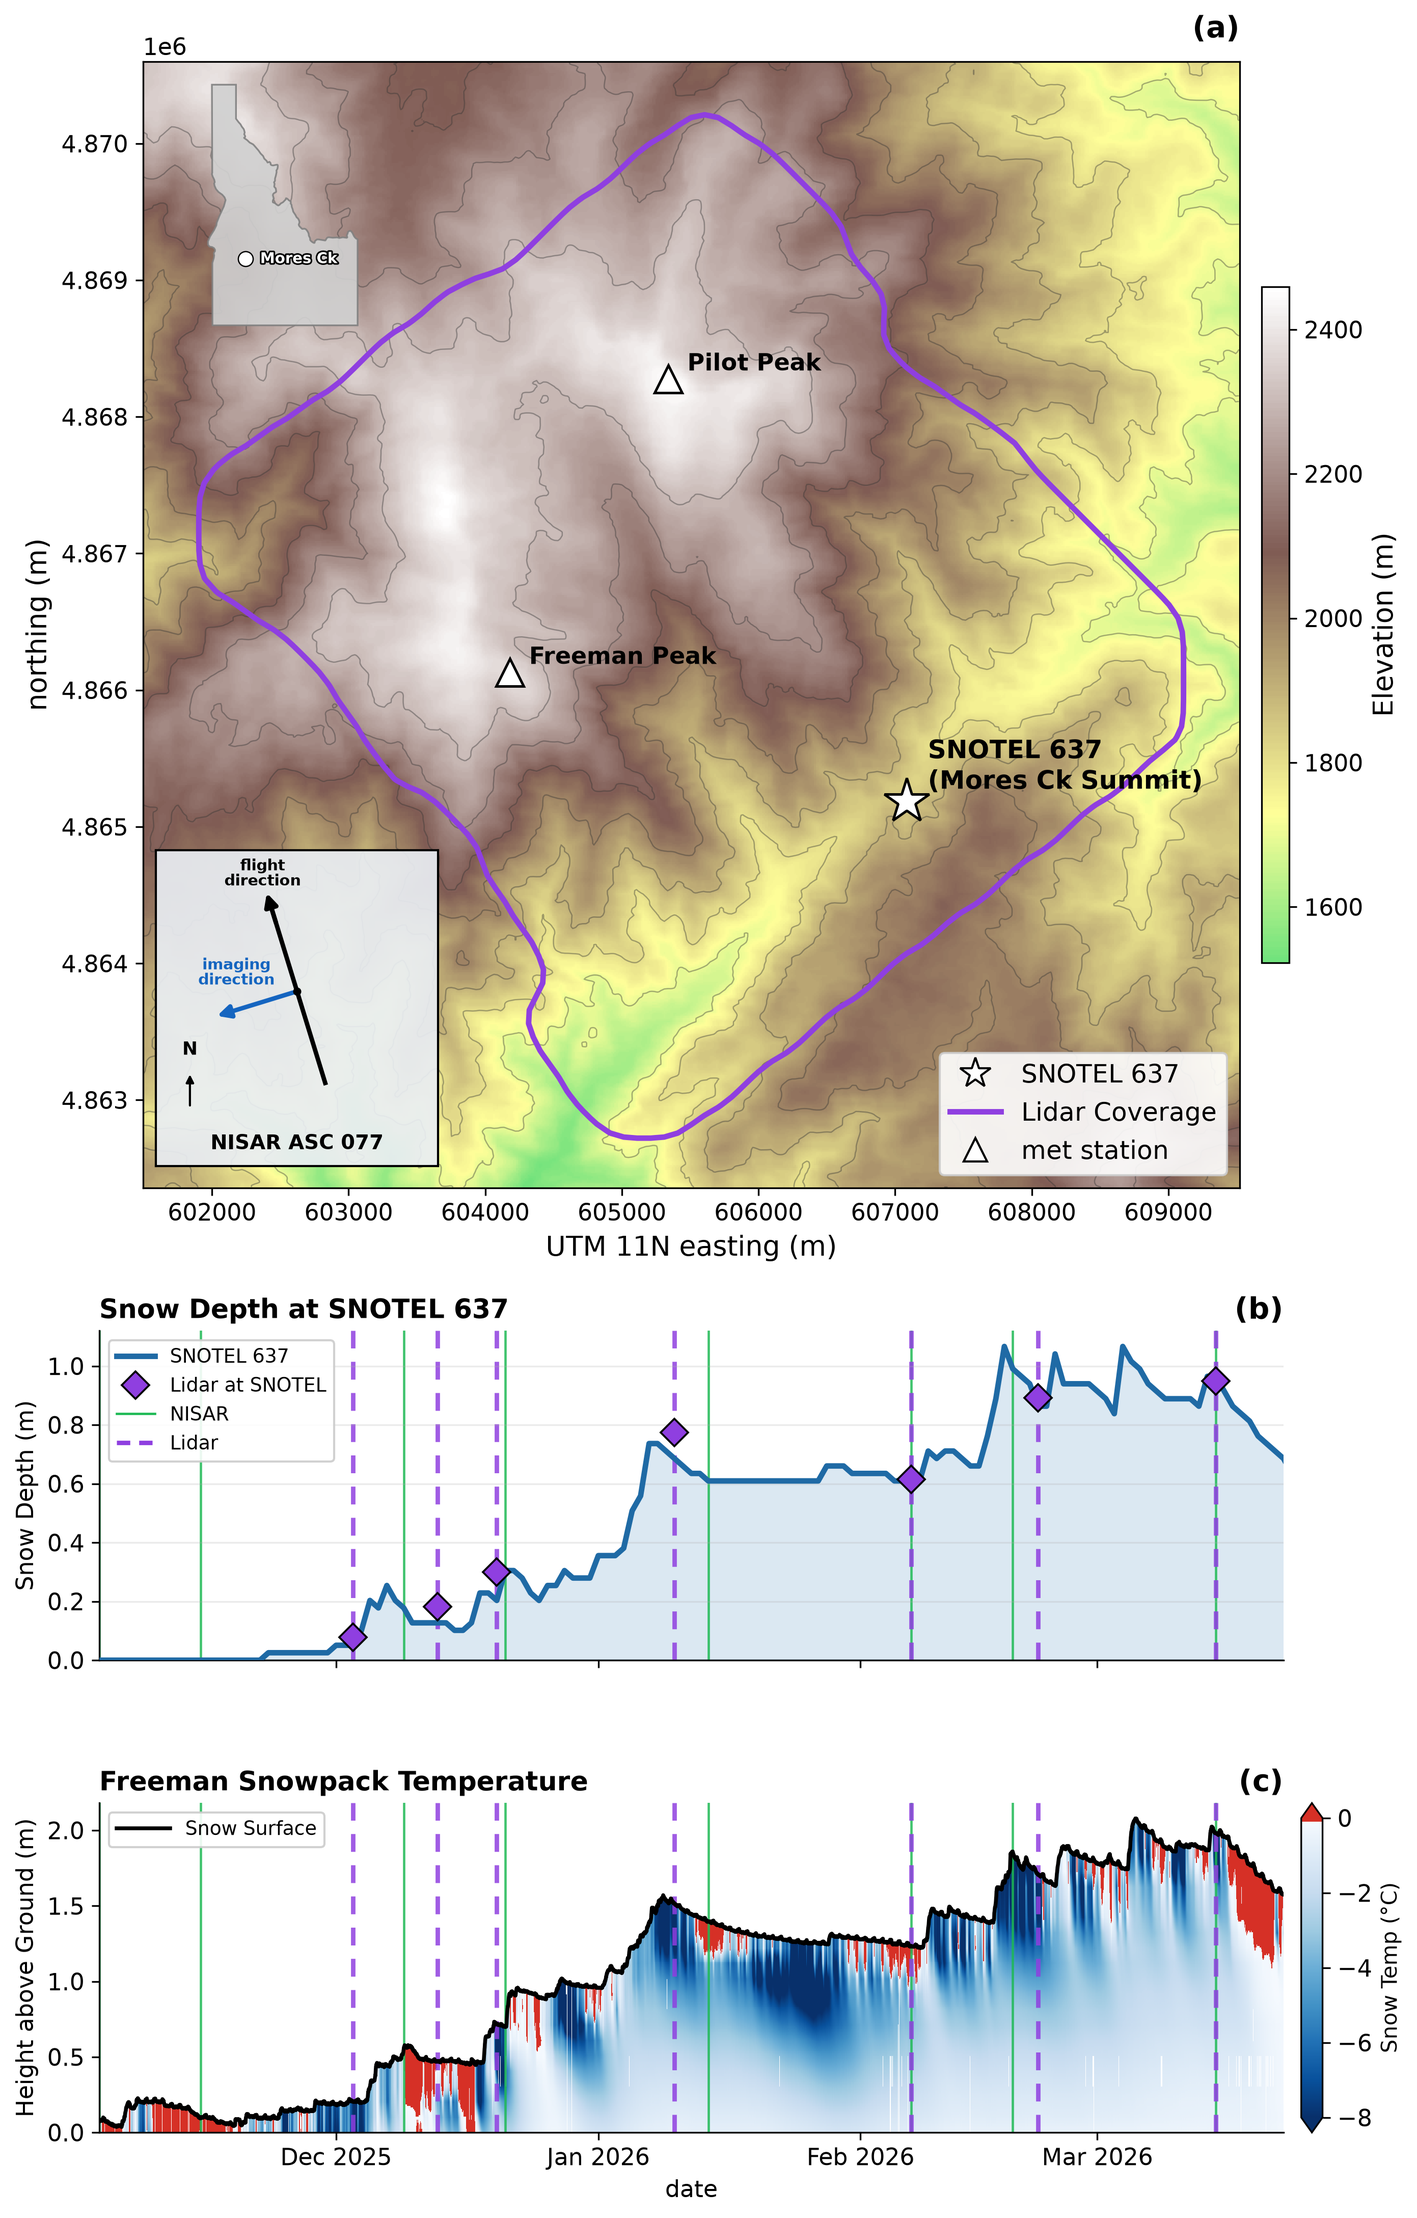 (a)
1e6
4.870
4.869
4.868
4.867
4.866
4.865
4.864
4.863
northing (m)
Mores Ck
Pilot Peak
Freeman Peak
SNOTEL 637
(Mores Ck Summit)
flight
direction
imaging
direction
N
NISAR ASC 077
SNOTEL 637
Lidar Coverage
met station
602000 603000 604000 605000 606000 607000 608000 609000
UTM 11N easting (m)
2400
2200
2000
1800
1600
Elevation (m)
Snow Depth at SNOTEL 637
(b)
SNOTEL 637
Lidar at SNOTEL
NISAR
Lidar
1.0
0.8
0.6
0.4
0.2
0.0
Snow Depth (m)
Freeman Snowpack Temperature
(c)
Snow Surface
2.0
1.5
1.0
0.5
0.0
Height above Ground (m)
Dec 2025 Jan 2026 Feb 2026 Mar 2026
date
0
−2
−4
−6
−8
Snow Temp (°C)